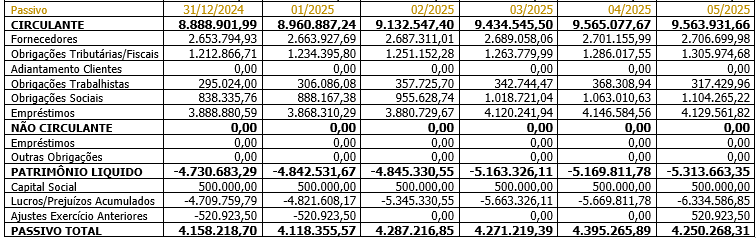 Passivo 31/12/2024 01/2025 02/2025 03/2025 04/2025 05/2025
CIRCULANTE 8.888.901,99 8.960.887,24 9.132.547,40 9.434.545,50 9.565.077,67 9.563.931,66
Fornecedores 2.653.794,93 2.663.927,69 2.687.311,01 2.689.058,06 2.701.155,99 2.706.699,98
Obrigações Tributárias/Fiscais 1.212.866,71 1.234.395,80 1.251.152,28 1.263.779,99 1.286.017,55 1.305.974,68
Adiantamento Clientes 0,00 0,00 0,00 0,00 0,00 0,00
Obrigações Trabalhistas 295.024,00 306.086,08 357.725,70 342.744,47 368.308,94 317.429,96
Obrigações Sociais 838.335,76 888.167,38 955.628,74 1.018.721,04 1.063.010,63 1.104.265,22
Empréstimos 3.888.880,59 3.868.310,29 3.880.729,67 4.120.241,94 4.146.584,56 4.129.561,82
NÃO CIRCULANTE 0,00 0,00 0,00 0,00 0,00 0,00
Empréstimos 0,00 0,00 0,00 0,00 0,00 0,00
Outras Obrigações 0,00 0,00 0,00 0,00 0,00 0,00
PATRIMÔNIO LIQUIDO -4.730.683,29 -4.842.531,67 -4.845.330,55 -5.163.326,11 -5.169.811,78 -5.313.663,35
Capital Social 500.000,00 500.000,00 500.000,00 500.000,00 500.000,00 500.000,00
Lucros/Prejuízos Acumulados -4.709.759,79 -4.821.608,17 -5.345.330,55 -5.663.326,11 -5.669.811,78 -6.334.586,85
Ajustes Exercício Anteriores -520.923,50 -520.923,50 0,00 0,00 0,00 520.923,50
PASSIVO TOTAL 4.158.218,70 4.118.355,57 4.287.216,85 4.271.219,39 4.395.265,89 4.250.268,31